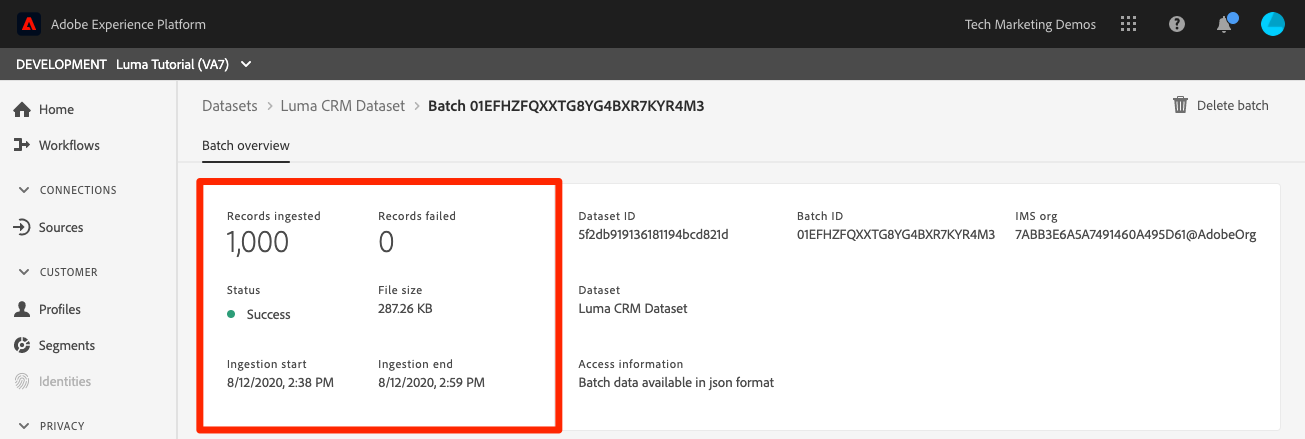 Adobe Experience Platform
Tech Marketing Demos
DEVELOPMENT Luma Tutorial (VA7)
Home
Workflows
CONNECTIONS
Sources
CUSTOMER
Profiles
Segments
Identities
PRIVACY
Datasets > Luma CRM Dataset > Batch 01EFHZFQXXTG8YG4BXR7KYR4M3
Delete batch
Batch overview
Records ingested
1,000
Records failed
0
Status
Success
File size
287.26 KB
Ingestion start
8/12/2020, 2:38 PM
Ingestion end
8/12/2020, 2:59 PM
Dataset ID
5f2db919136181194bcd821d
Batch ID
01EFHZFQXXTG8YG4BXR7KYR4M3
IMS org
7ABB3E6A5A7491460A495D61@AdobeOrg
Dataset
Luma CRM Dataset
Access information
Batch data available in json format